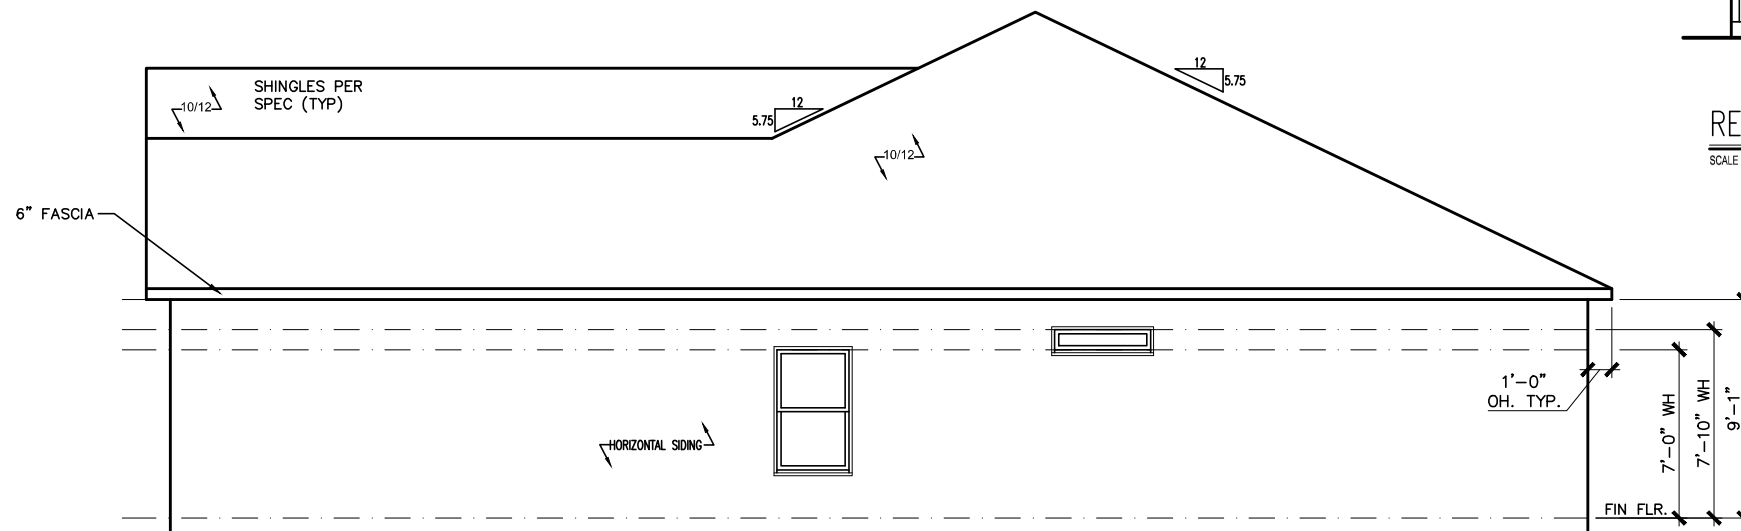 SHINGLES PER
SPEC (TYP)
10/12
12
5.75
12
5.75
10/12
6" FASCIA
RE
SCALE
1'-0"
OH. TYP.
7'-0" WH
7'-10" WH
9'-1"
HORIZONTAL SIDING
FIN FLR.